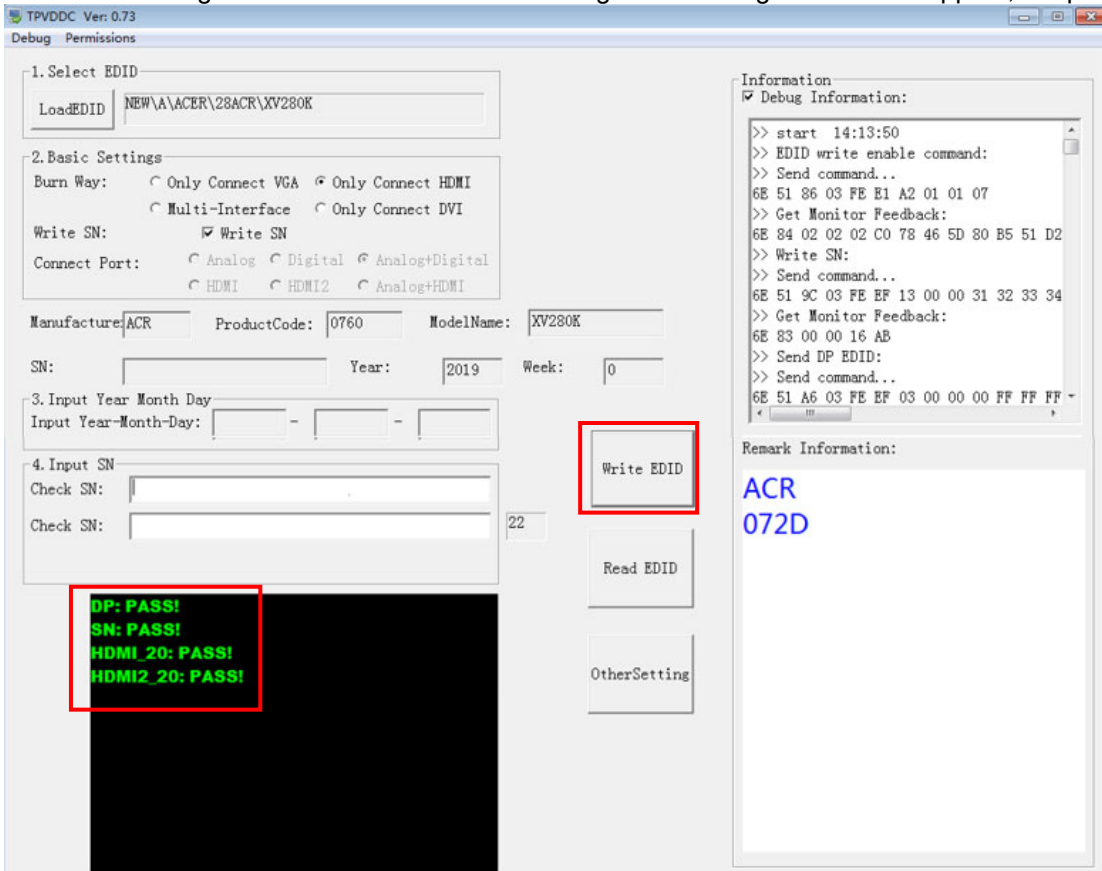 TPVDDC Ver: 0.73
Debug Permissions
1. Select EDID
LoadEDID NEW\A\ACER\28ACR\XV280K
2. Basic Settings
Burn Way: Only Connect VGA Only Connect HDMI
Multi-Interface Only Connect DVI
Write SN: Write SN
Connect Port: Analog Digital Analog+Digital
HDMI HDMI2 Analog+HDMI
Manufacture: ACR ProductCode: 0760 ModelName: XV280K
SN: Year: 2019 Week: 0
3. Input Year Month Day
Input Year-Month-Day: - -
4. Input SN
Check SN:
Check SN: 22
DP: PASS!
SN: PASS!
HDMI_20: PASS!
HDMI2_20: PASS!
Write EDID
Read EDID
OtherSetting
Information
Debug Information:
>> start 14:13:50
>> EDID write enable command:
>> Send command...
6E 51 86 03 FE E1 A2 01 01 07
>> Get Monitor Feedback:
6E 84 02 02 02 C0 78 46 5D 80 B5 51 D2
>> Write SN:
>> Send command...
6E 51 9C 03 FE EF 13 00 00 31 32 33 34
>> Get Monitor Feedback:
6E 83 00 00 16 AB
>> Send DP EDID:
>> Send command...
6E 51 A6 03 FE EF 03 00 00 00 FF FF FF
Remark Information:
ACR
072D